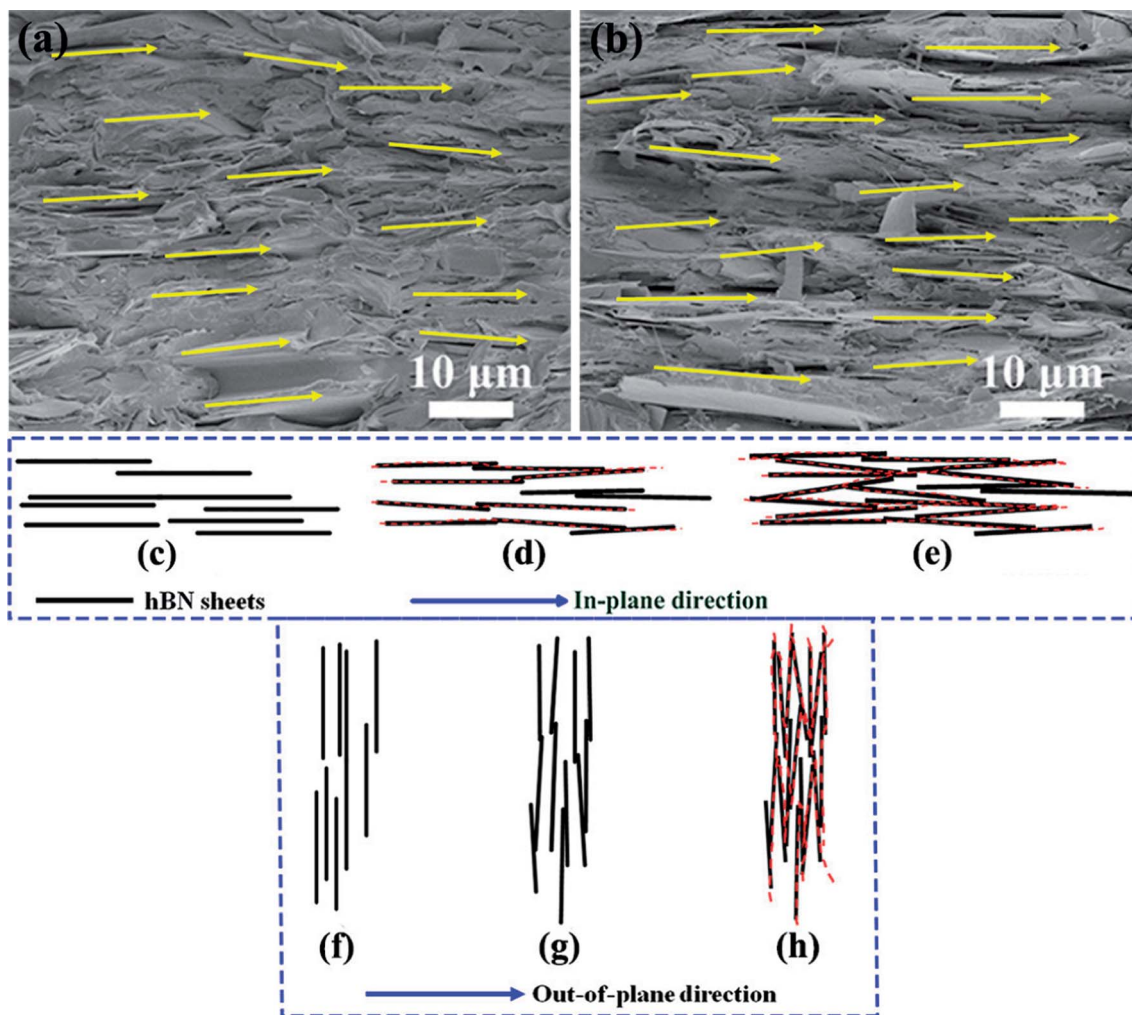 (a)
(b)
10 μm
10 μm
(c)
(d)
(e)
hBN sheets
In-plane direction
(f)
(g)
(h)
Out-of-plane direction